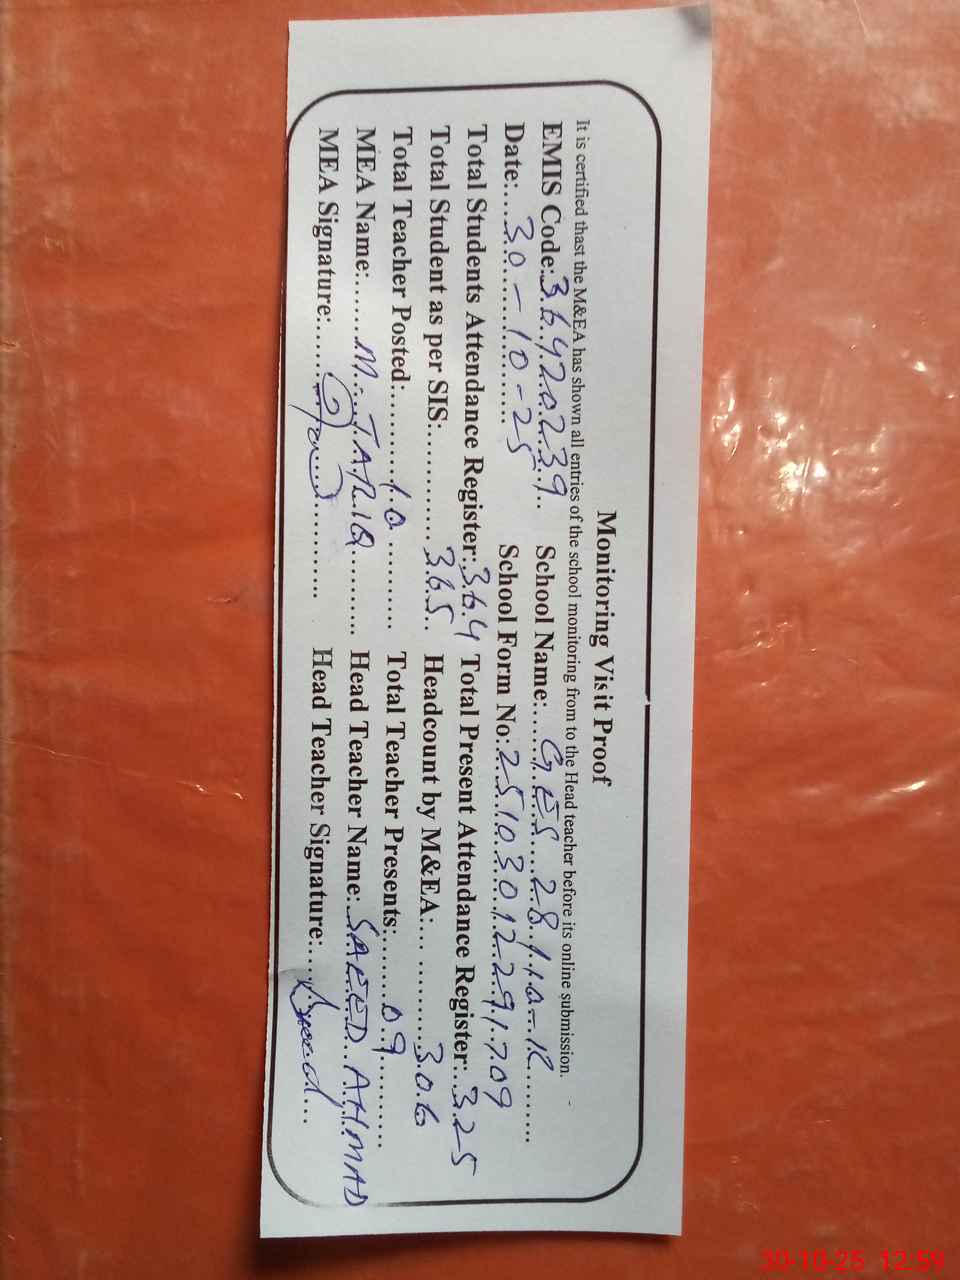 Monitoring Visit Proof
It is certified thast the M&EA has shown all entries of the school monitoring from to the Head teacher before its online submission.
EMIS Code:36420239.. School Name:.......GES 28/10-R.........
Date:.....30-10-25 School Form No:25103012291709
Total Students Attendance Register:364 Total Present Attendance Register:..325
Total Student as per SIS:............365.. Headcount by M&EA:... ..........306
Total Teacher Posted:..........10........... Total Teacher Presents:.......09..........
MEA Name:.......M. TARIQ........... Head Teacher Name:SAEED AHMAD
MEA Signature:...... Head Teacher Signature:....
30-10-25 12:59